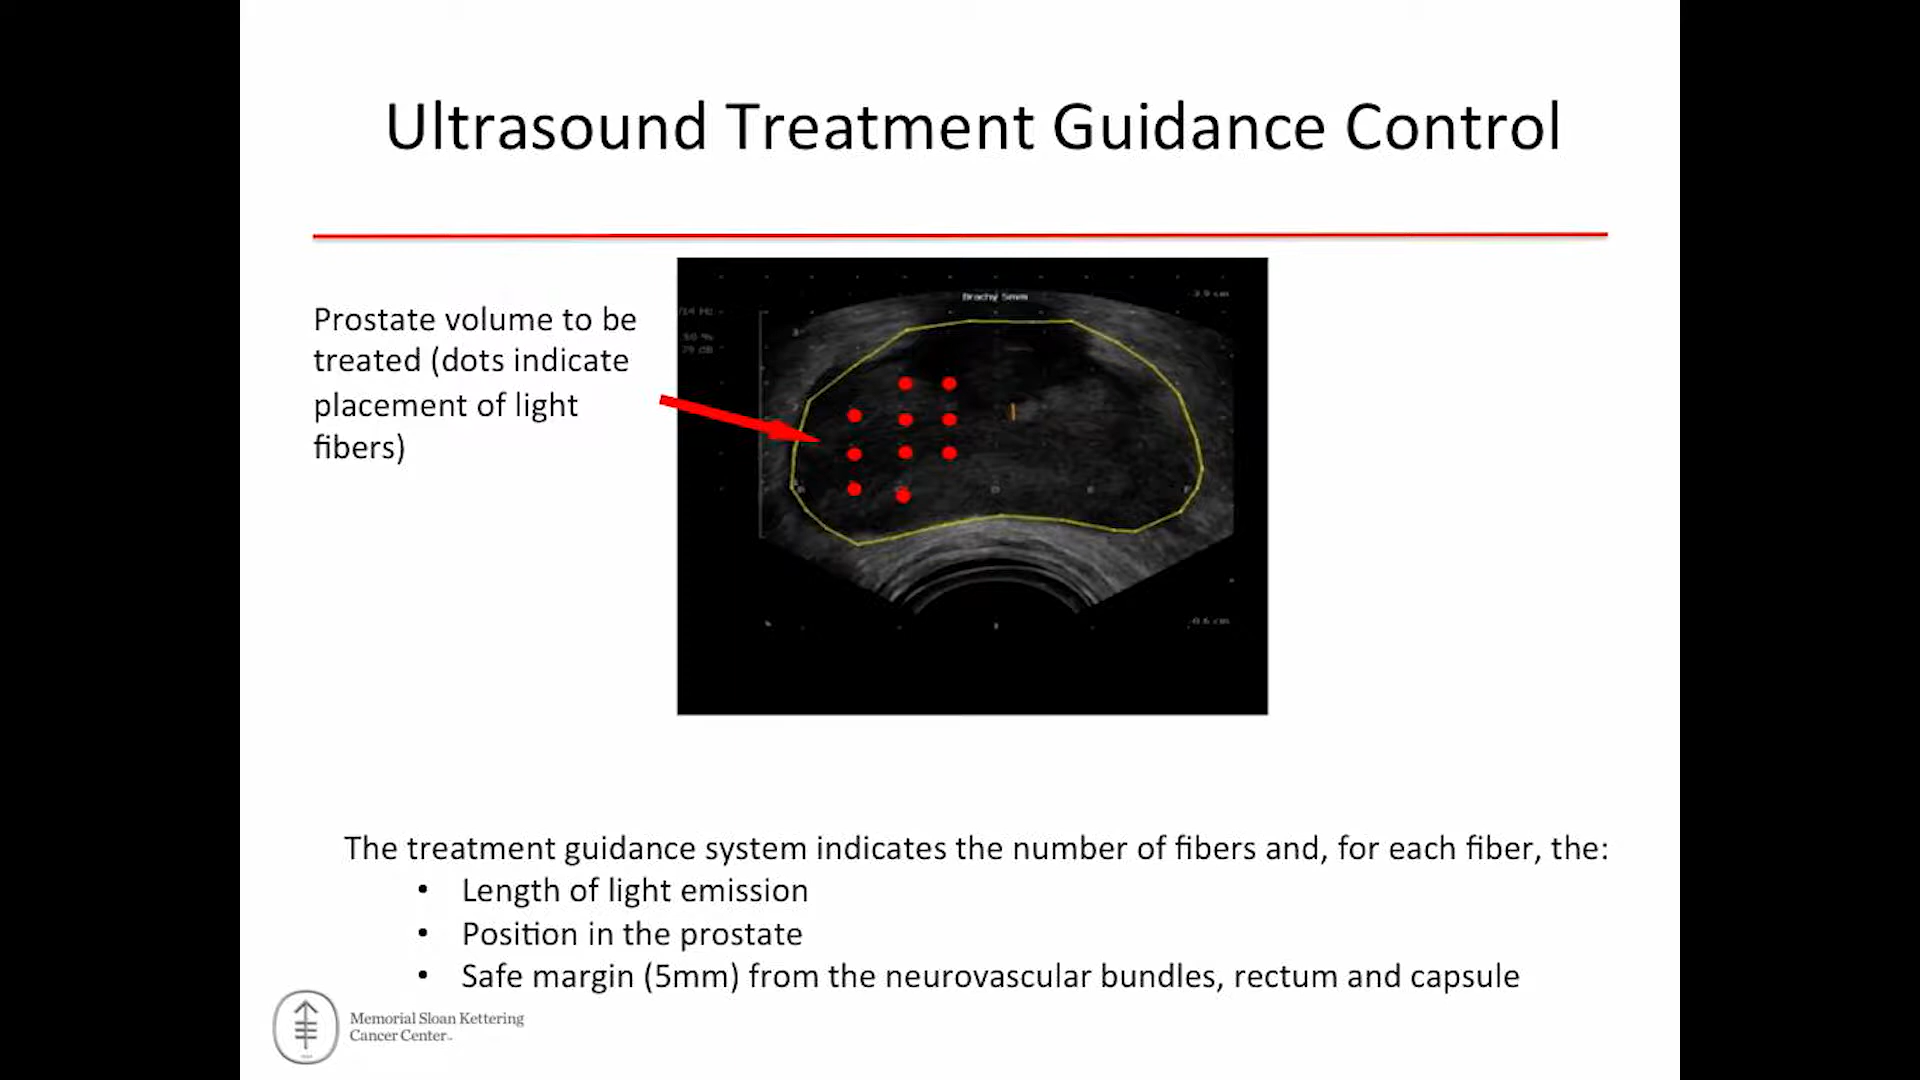 Ultrasound Treatment Guidance Control
Prostate volume to be
treated (dots indicate
placement of light
fibers)
Brachy 5mm
The treatment guidance system indicates the number of fibers and, for each fiber, the:
• Length of light emission
• Position in the prostate
• Safe margin (5mm) from the neurovascular bundles, rectum and capsule
Memorial Sloan Kettering
Cancer Center